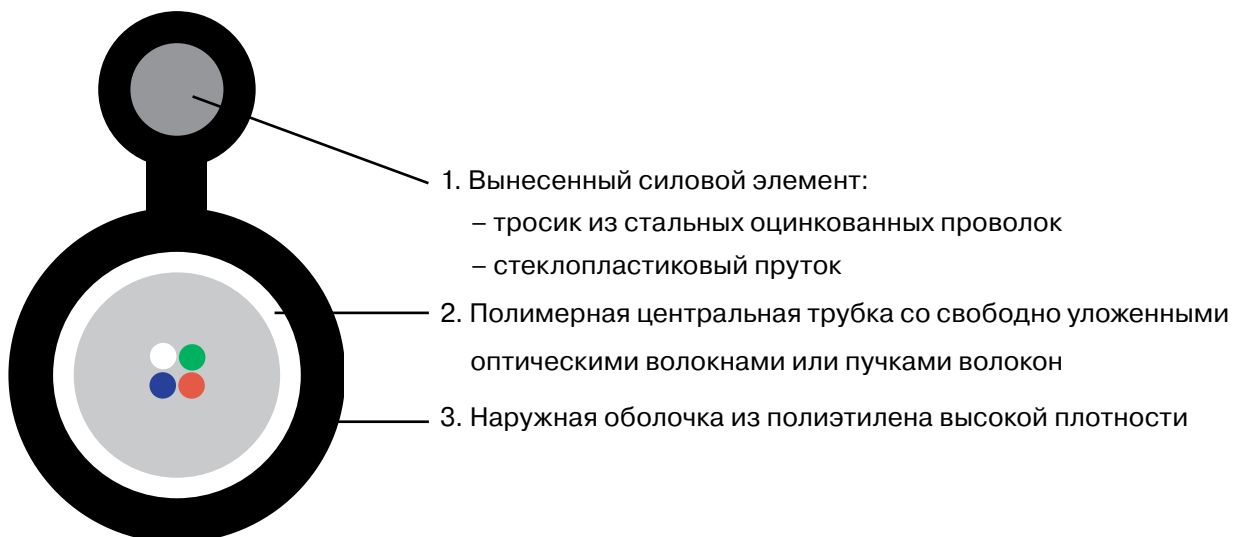 1. Вынесенный силовой элемент:
– тросик из стальных оцинкованных проволок
– стеклопластиковый пруток
2. Полимерная центральная трубка со свободно уложенными
оптическими волокнами или пучками волокон
3. Наружная оболочка из полиэтилена высокой плотности